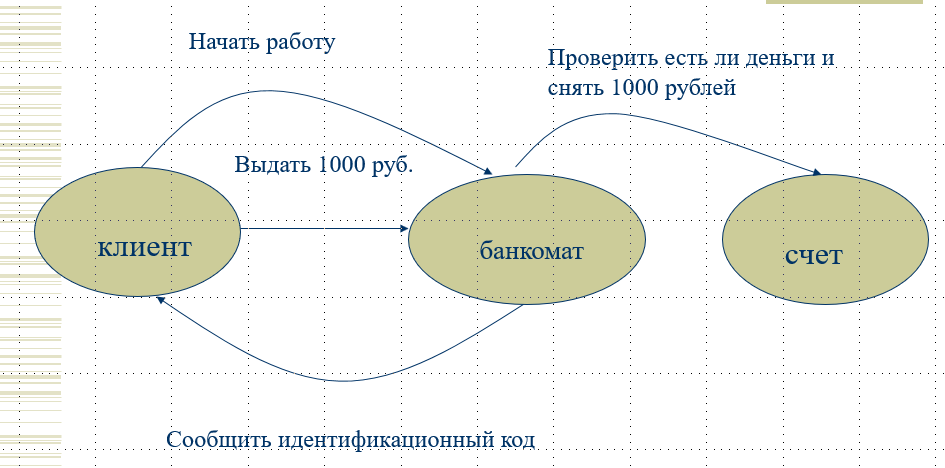 Начать работу
Проверить есть ли деньги и
снять 1000 рублей
Выдать 1000 руб.
клиент
банкомат
счет
Сообщить идентификационный код